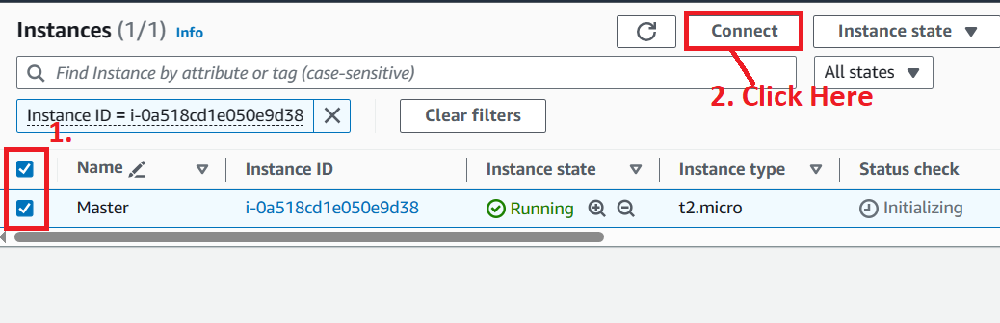 Instances (1/1) Info
Connect
Instance state
Find Instance by attribute or tag (case-sensitive)
All states
2. Click Here
Instance ID = i-0a518cd1e050e9d38
Clear filters
1.
Name Instance ID Instance state Instance type Status check
Master i-0a518cd1e050e9d38 Running t2.micro Initializing